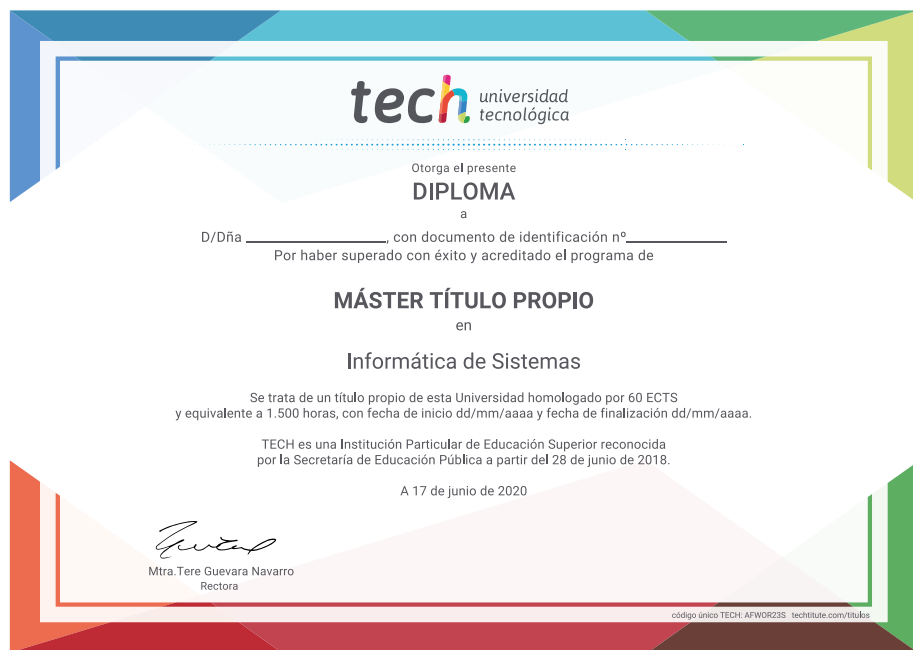 tech universidad
tecnológica
Otorga el presente
DIPLOMA
a
D/Dña ________________, con documento de identificación nº____________
Por haber superado con éxito y acreditado el programa de
MÁSTER TÍTULO PROPIO
en
Informática de Sistemas
Se trata de un título propio de esta Universidad homologado por 60 ECTS
y equivalente a 1.500 horas, con fecha de inicio dd/mm/aaaa y fecha de finalización dd/mm/aaaa.
TECH es una Institución Particular de Educación Superior reconocida
por la Secretaría de Educación Pública a partir del 28 de junio de 2018.
A 17 de junio de 2020
Mtra.Tere Guevara Navarro
Rectora
código único TECH: AFWOR23S techtitute.com/titulos